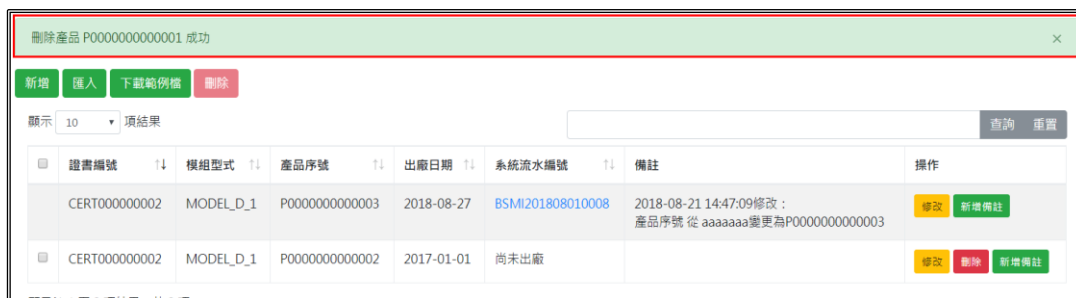 刪除產品 P0000000000001 成功 ×
新增 匯入 下載範例檔 刪除
顯示 10 項結果 查詢 重置
證書編號 模組型式 產品序號 出廠日期 系統流水編號 備註 操作
CERT000000002 MODEL_D_1 P0000000000003 2018-08-27 BSMI201808010008 2018-08-21 14:47:09修改： 修改 新增備註
產品序號 從 aaaaaaa變更為P0000000000003
CERT000000002 MODEL_D_1 P0000000000002 2017-01-01 尚未出廠 修改 刪除 新增備註